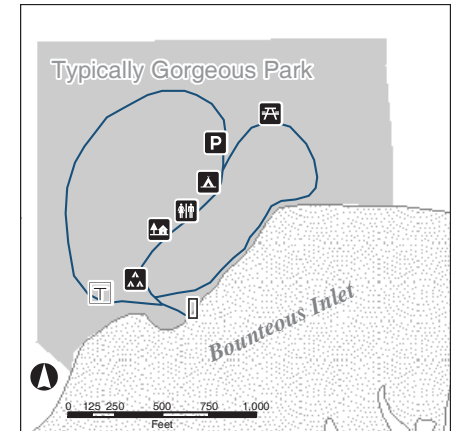 Typically Gorgeous Park
P
T
Bounteous Inlet
0 125 250 500 750 1,000
Feet